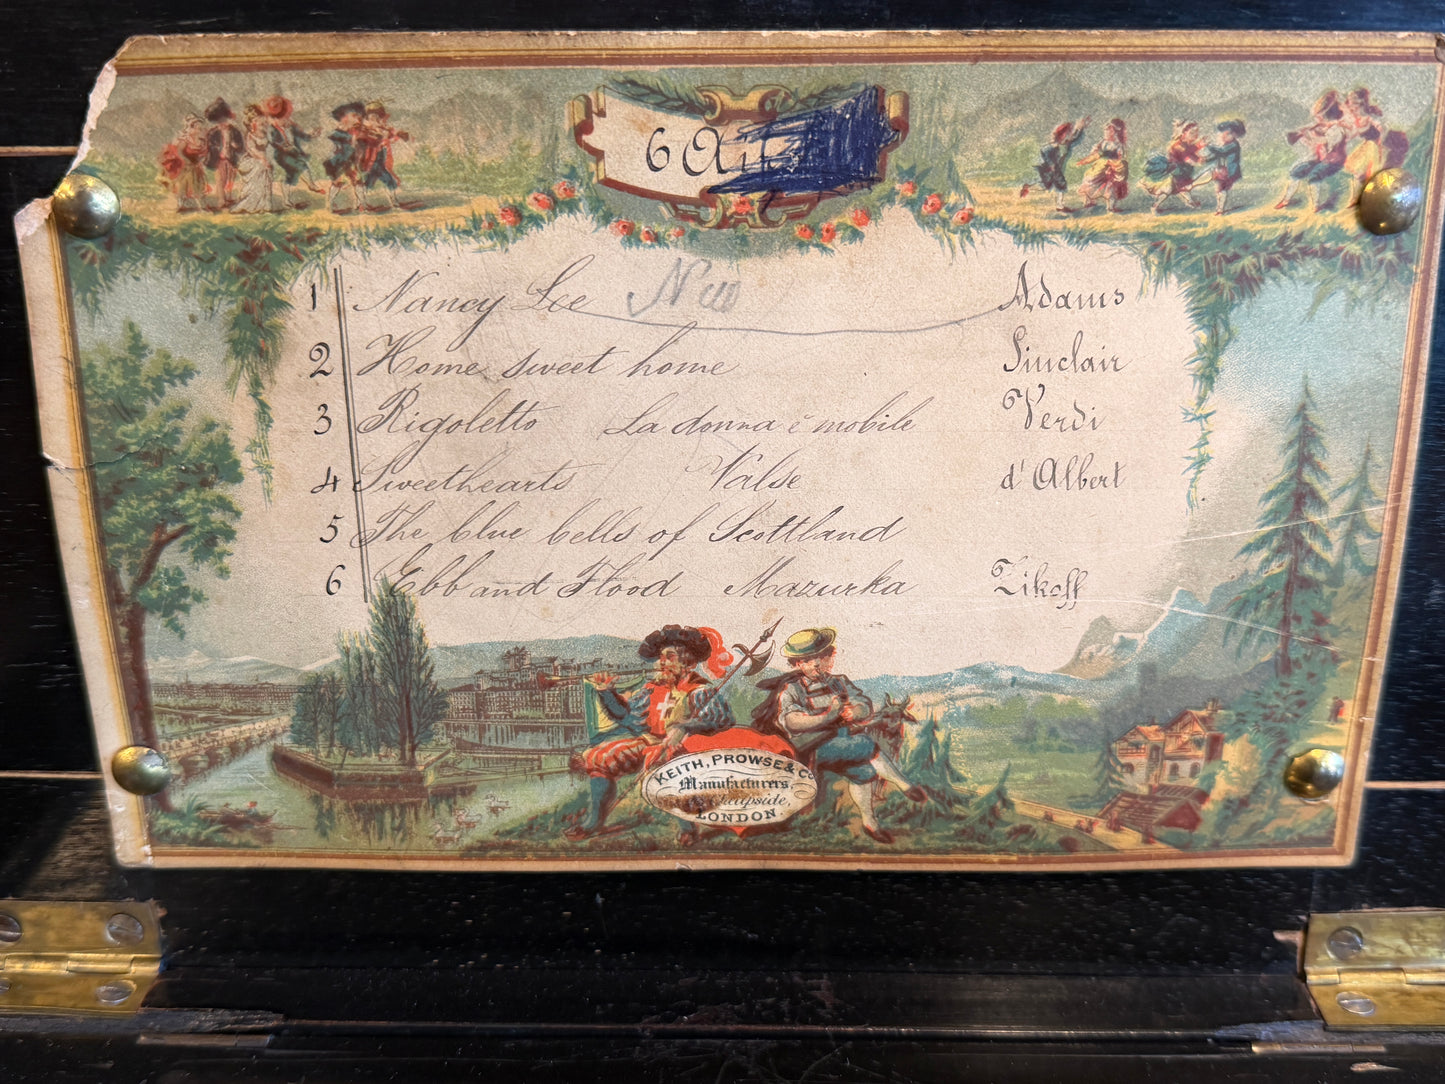 6 Airs
1 Nancy Lee New Adams
2 Home sweet home Sinclair
3 Rigoletto La donna è mobile Verdi
4 Sweethearts Valse d'Albert
5 The blue bells of Scottland
6 Ebb and Flood Mazurka Zikoff
KEITH, PROWSE & Co
Manufacturers,
Cheapside,
LONDON